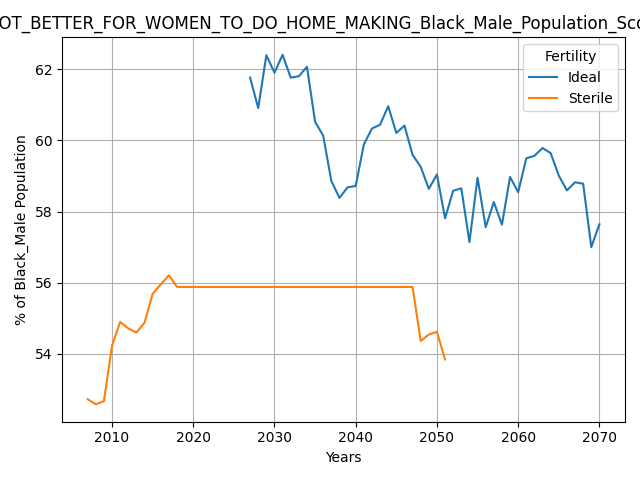 OT_BETTER_FOR_WOMEN_TO_DO_HOME_MAKING_Black_Male_Population_Sco
Fertility
Ideal
Sterile
% of Black_Male Population
62
60
58
56
54
2010 2020 2030 2040 2050 2060 2070
Years